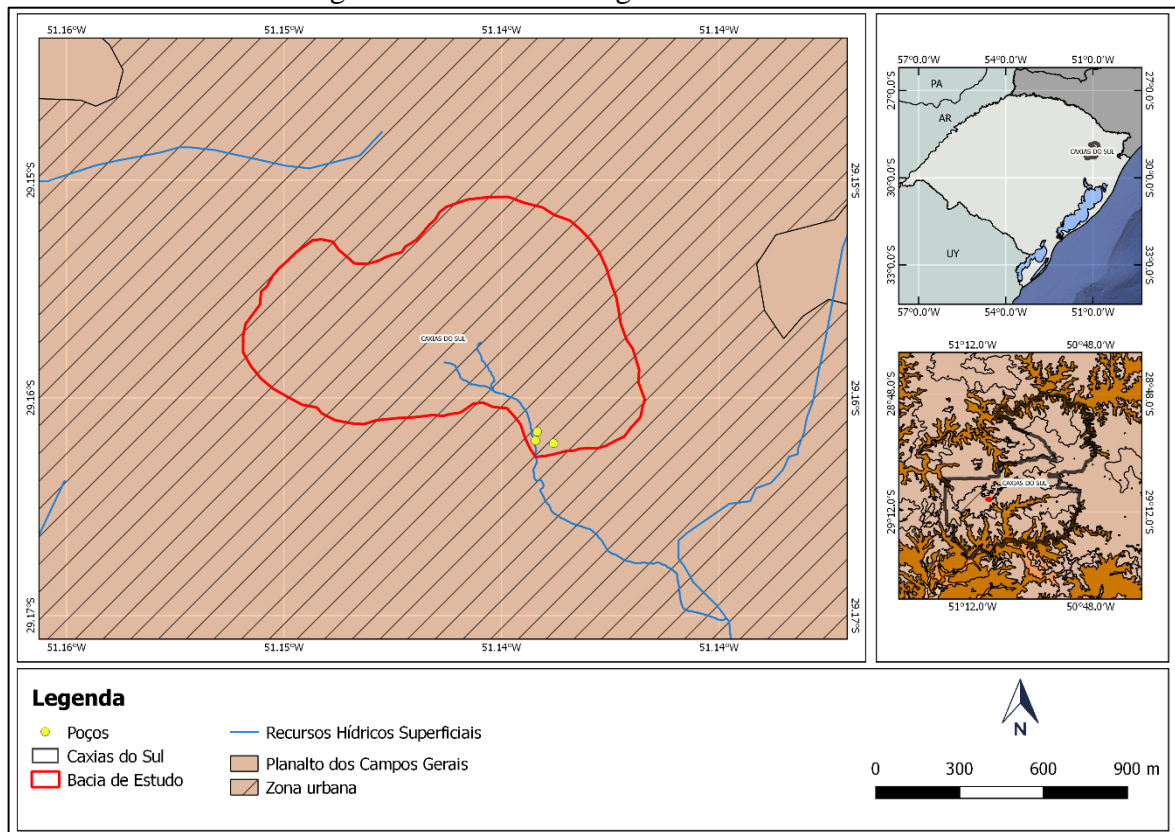 51.16°W 51.15°W 51.14°W 51.14°W
29.15°S 29.15°S
CAXIAS DO SUL
29.16°S 29.16°S
29.17°S 29.17°S
51.16°W 51.15°W 51.14°W 51.14°W
57°0.0'W 54°0.0'W 51°0.0'W
27°0.0'S 27°0.0'S
PA
AR
CAXIAS DO SUL
30°0.0'S 30°0.0'S
UY
33°0.0'S 33°0.0'S
57°0.0'W 54°0.0'W 51°0.0'W
51°12.0'W 50°48.0'W
28°48.0'S 28°48.0'S
CAXIAS DO SUL
29°12.0'S 29°12.0'S
51°12.0'W 50°48.0'W
Legenda
Poços
Caxias do Sul
Bacia de Estudo
Recursos Hídricos Superficiais
Planalto dos Campos Gerais
Zona urbana
N
0 300 600 900 m